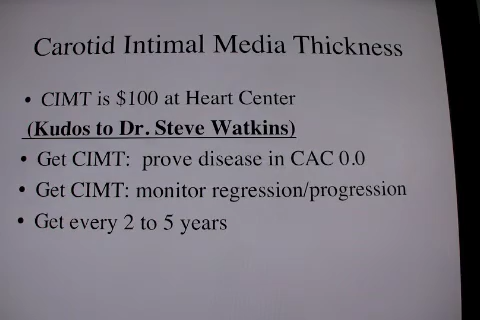 Carotid Intimal Media Thickness
• CIMT is $100 at Heart Center
(Kudos to Dr. Steve Watkins)
• Get CIMT: prove disease in CAC 0.0
• Get CIMT: monitor regression/progression
• Get every 2 to 5 years